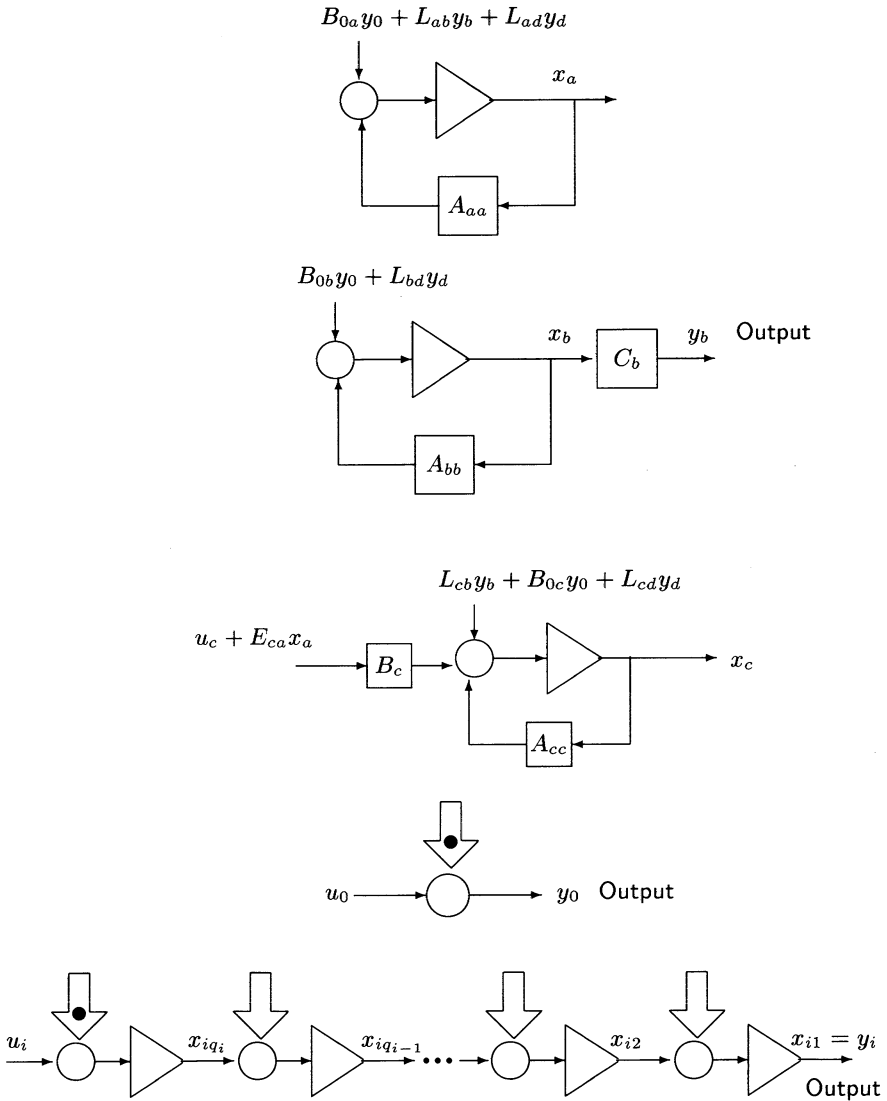 B_{0a}y_0 + L_{ab}y_b + L_{ad}y_d
x_a
A_{aa}
B_{0b}y_0 + L_{bd}y_d
x_b
C_b
y_b
Output
A_{bb}
L_{cb}y_b + B_{0c}y_0 + L_{cd}y_d
u_c + E_{ca}x_a
B_c
x_c
A_{cc}
u_0
y_0 Output
u_i
x_{iq_i}
x_{iq_i-1}
x_{i2}
x_{i1} = y_i
Output